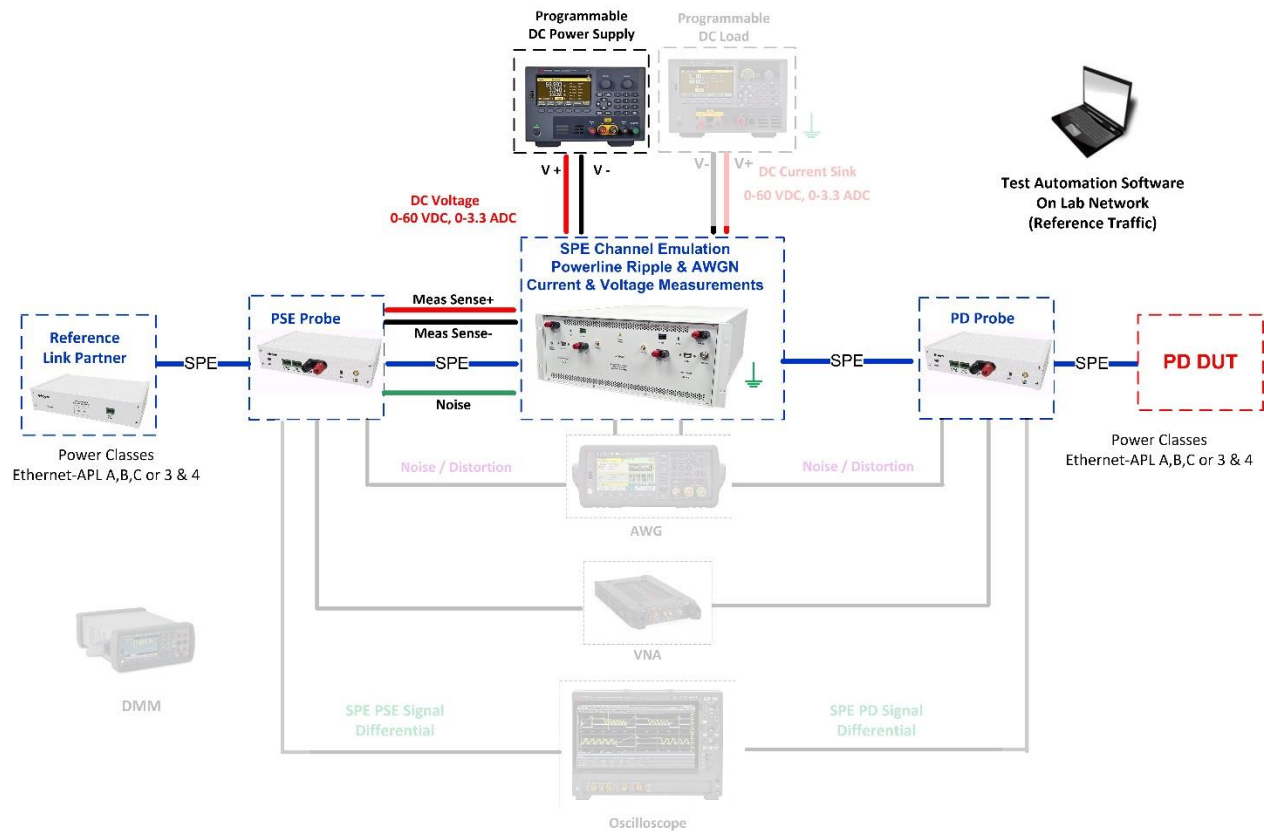 Programmable
DC Power Supply
Programmable
DC Load
V +
V -
V-
V+
DC Voltage
0-60 VDC, 0-3.3 ADC
DC Current Sink
0-60 VDC, 0-3.3 ADC
Test Automation Software
On Lab Network
(Reference Traffic)
SPE Channel Emulation
Powerline Ripple & AWGN
Current & Voltage Measurements
Reference
Link Partner
SPE
PSE Probe
Meas Sense+
Meas Sense-
SPE
Noise
SPE
PD Probe
SPE
PD DUT
Power Classes
Ethernet-APL A,B,C or 3 & 4
Power Classes
Ethernet-APL A,B,C or 3 & 4
Noise / Distortion
Noise / Distortion
AWG
VNA
DMM
SPE PSE Signal
Differential
SPE PD Signal
Differential
Oscilloscope